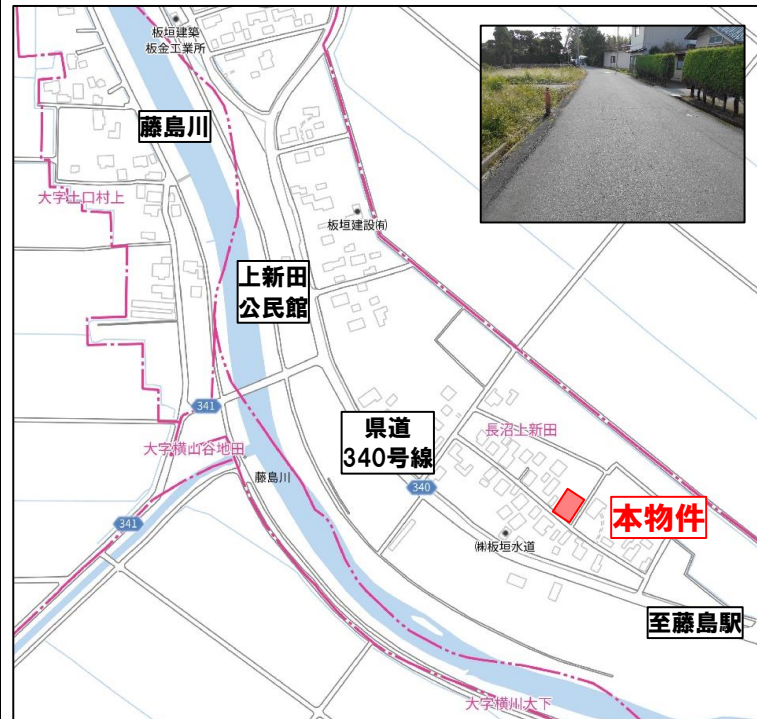 板垣建築
板金工業所
藤島川
大字土口村上
板垣建設㈲
上新田
公民館
341
県道
340号線
長沼上新田
大字横山谷地田
藤島川
340
341
本物件
㈱板垣水道
至藤島駅
大字横川大下